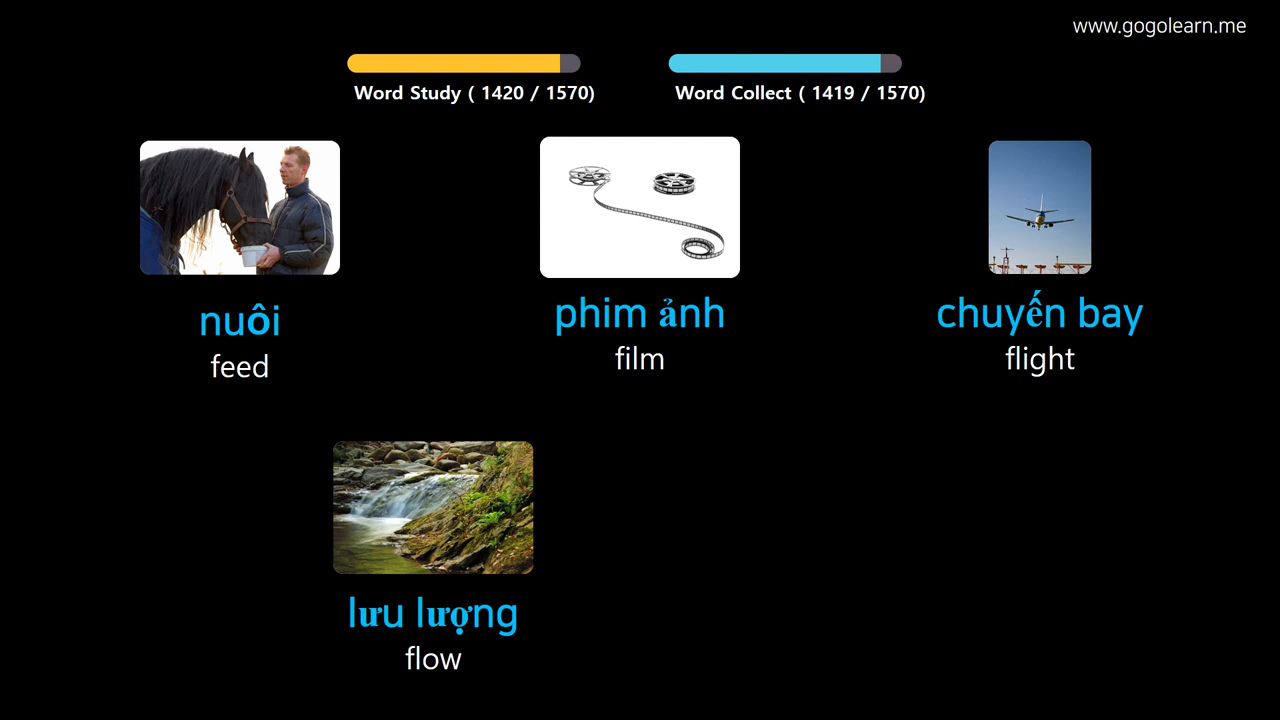 www.gogolearn.me
Word Study ( 1420 / 1570)
Word Collect ( 1419 / 1570)
nuôi
feed
phim ảnh
film
chuyến bay
flight
lưu lượng
flow